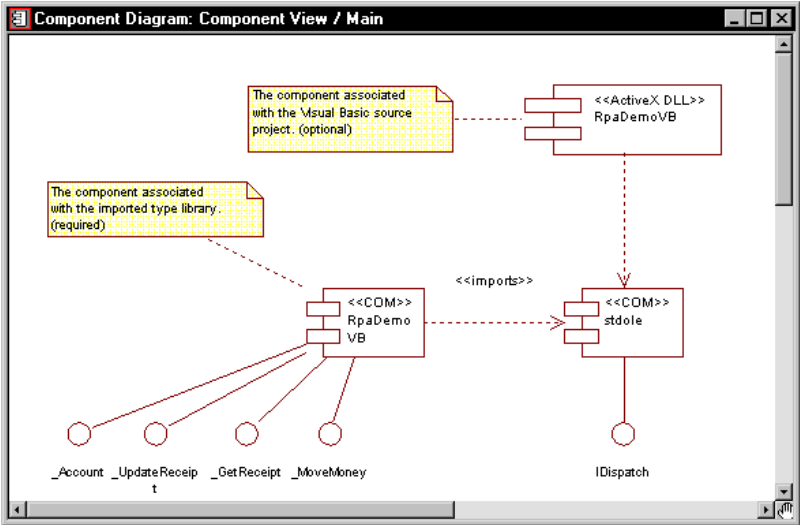 Component Diagram: Component View / Main
The component associated
with the Visual Basic source
project. (optional)
<<ActiveX DLL>>
RpaDemoVB
The component associated
with the imported type library.
(required)
<<imports>>
<<COM>>
RpaDemo
VB
<<COM>>
stdole
_Account
_UpdateReceip
t
_GetReceipt
_MoveMoney
IDispatch